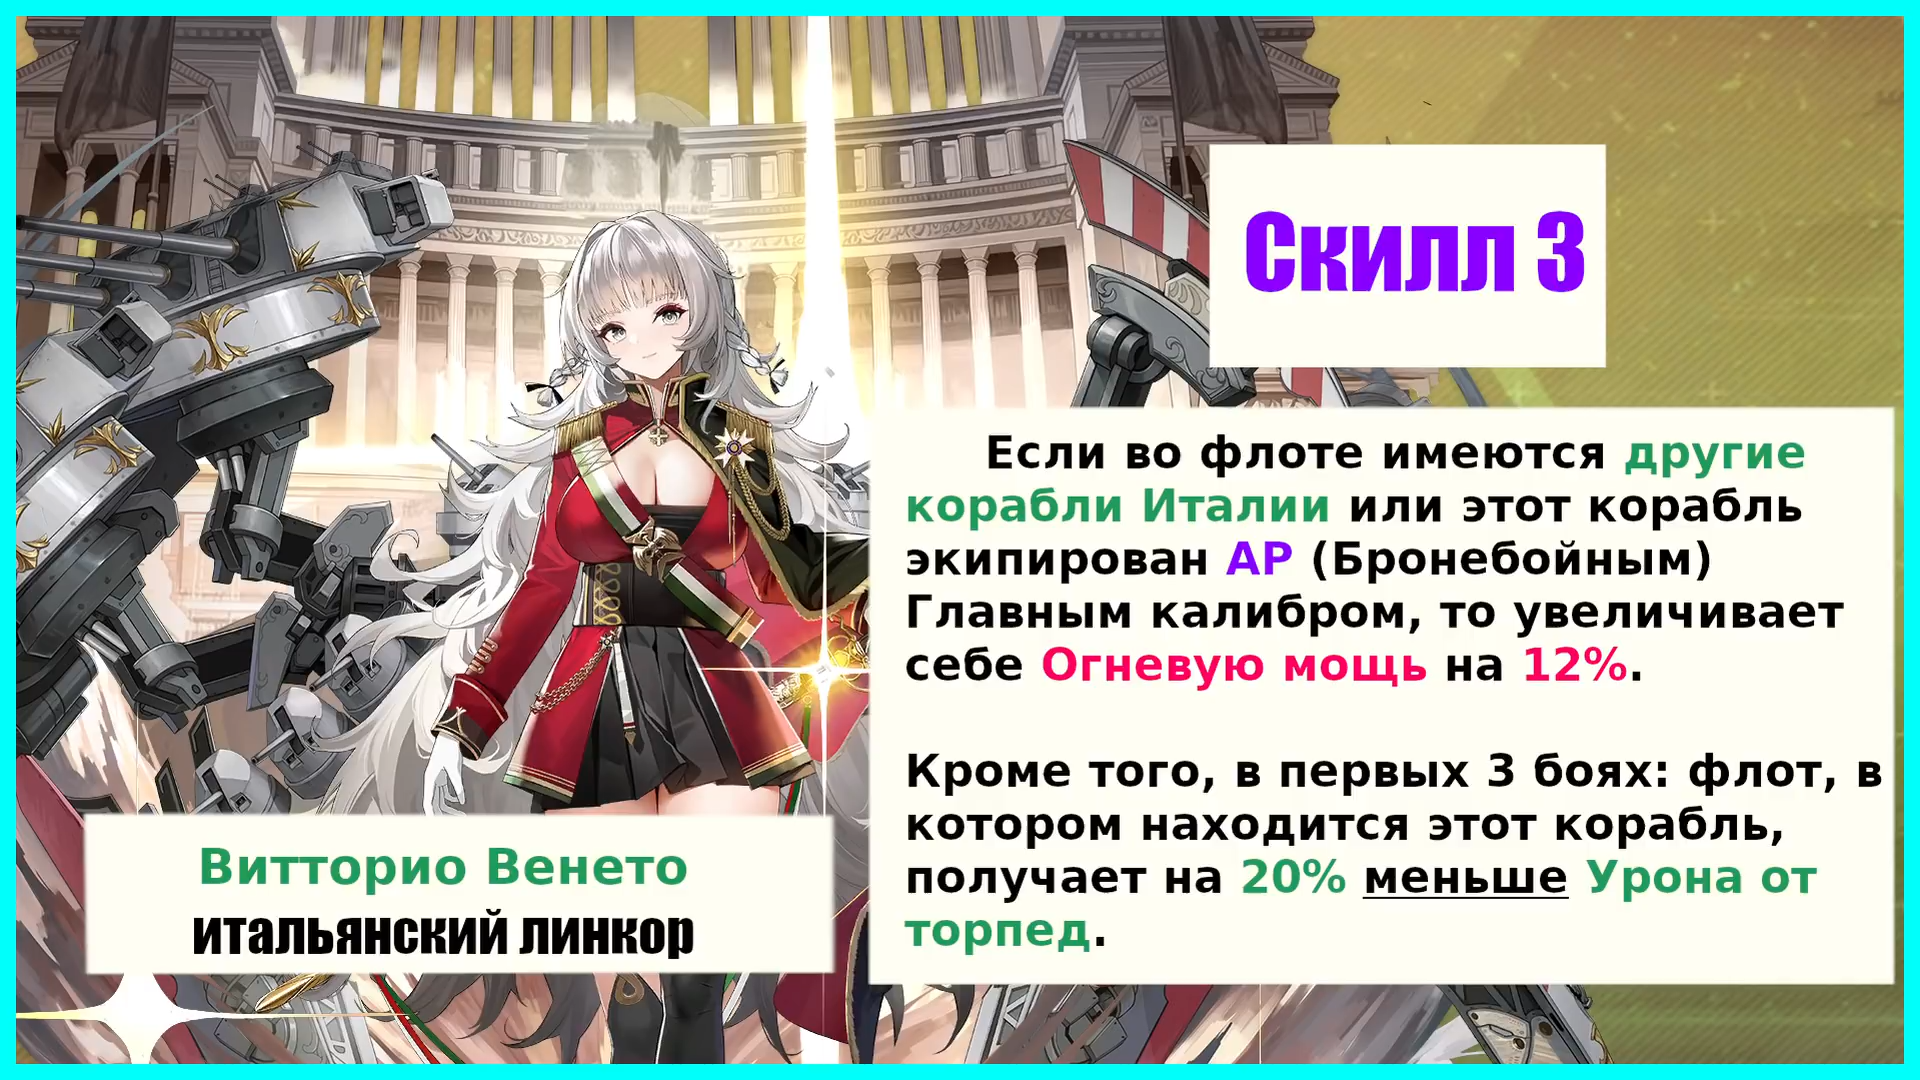 Скилл 3
Если во флоте имеются другие
корабли Италии или этот корабль
экипирован AP (Бронебойным)
Главным калибром, то увеличивает
себе Огневую мощь на 12%.
Кроме того, в первых 3 боях: флот, в
котором находится этот корабль,
получает на 20% меньше Урона от
торпед.
Витторио Венето
итальянский линкор